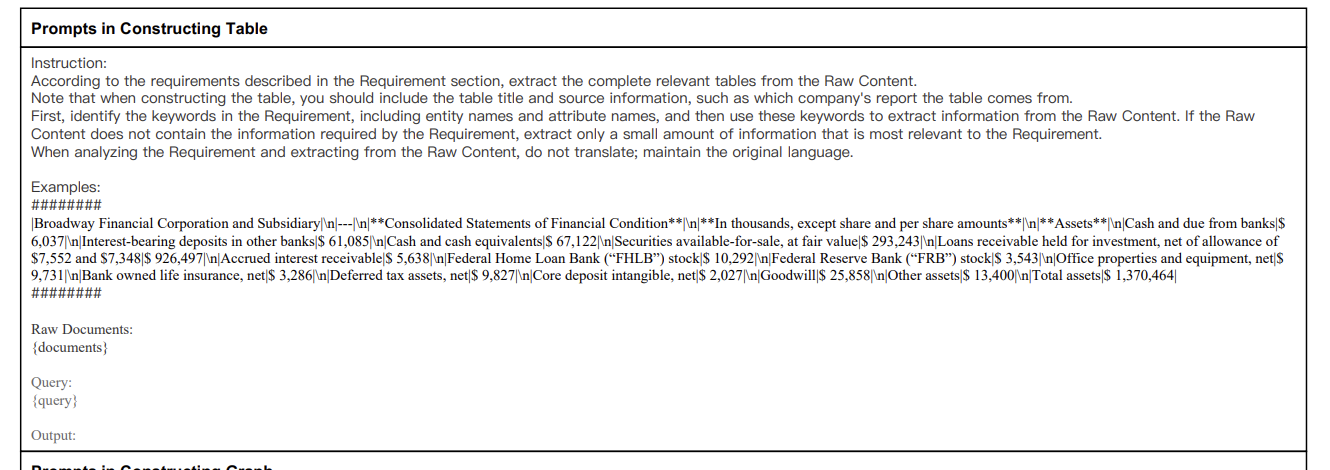 Prompts in Constructing Table
Instruction:
According to the requirements described in the Requirement section, extract the complete relevant tables from the Raw Content.
Note that when constructing the table, you should include the table title and source information, such as which company's report the table comes from.
First, identify the keywords in the Requirement, including entity names and attribute names, and then use these keywords to extract information from the Raw Content. If the Raw
Content does not contain the information required by the Requirement, extract only a small amount of information that is most relevant to the Requirement.
When analyzing the Requirement and extracting from the Raw Content, do not translate; maintain the original language.
Examples:
########
|Broadway Financial Corporation and Subsidiary|\n|---|\n|**Consolidated Statements of Financial Condition**|\n|**In thousands, except share and per share amounts**|\n|**Assets**|\n|Cash and due from banks|$
6,037|\n|Interest-bearing deposits in other banks|$ 61,085|\n|Cash and cash equivalents|$ 67,122|\n|Securities available-for-sale, at fair value|$ 293,243|\n|Loans receivable held for investment, net of allowance of
$7,552 and $7,348|$ 926,497|\n|Accrued interest receivable|$ 5,638|\n|Federal Home Loan Bank (“FHLB”) stock|$ 10,292|\n|Federal Reserve Bank (“FRB”) stock|$ 3,543|\n|Office properties and equipment, net|$
9,731|\n|Bank owned life insurance, net|$ 3,286|\n|Deferred tax assets, net|$ 9,827|\n|Core deposit intangible, net|$ 2,027|\n|Goodwill|$ 25,858|\n|Other assets|$ 13,400|\n|Total assets|$ 1,370,464|
########
Raw Documents:
{documents}
Query:
{query}
Output:
Prompts in Constructing Graph